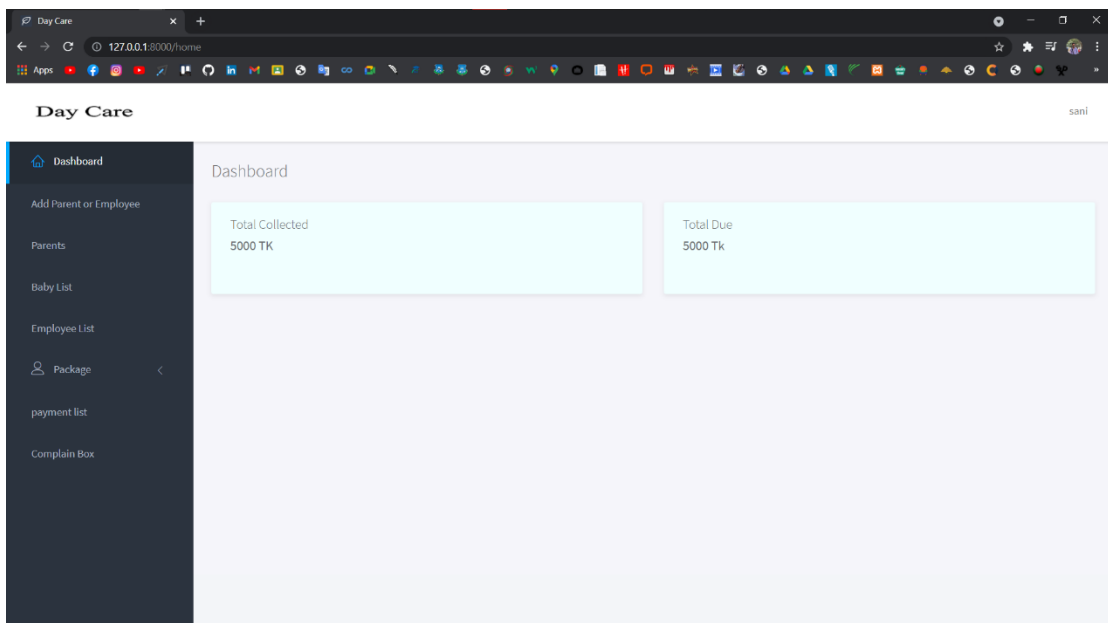 Day Care
127.0.0.1:8000/home
Apps
Day Care
sani
Dashboard
Add Parent or Employee
Parents
Baby List
Employee List
Package
payment list
Complain Box
Dashboard
Total Collected
5000 TK
Total Due
5000 Tk